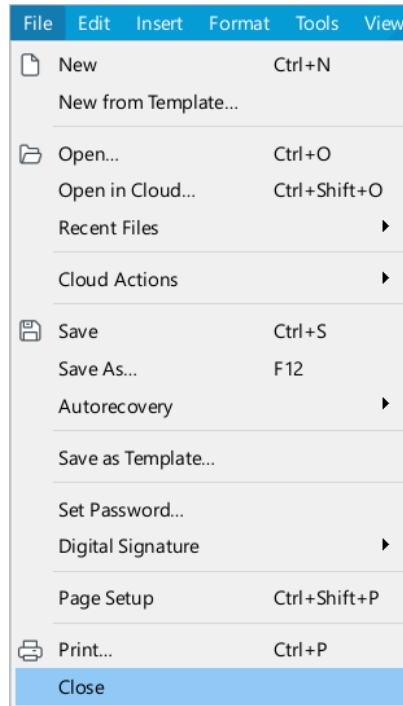 File Edit Insert Format Tools View
New Ctrl+N
New from Template...
Open... Ctrl+O
Open in Cloud... Ctrl+Shift+O
Recent Files
Cloud Actions
Save Ctrl+S
Save As... F12
Autorecovery
Save as Template...
Set Password...
Digital Signature
Page Setup Ctrl+Shift+P
Print... Ctrl+P
Close